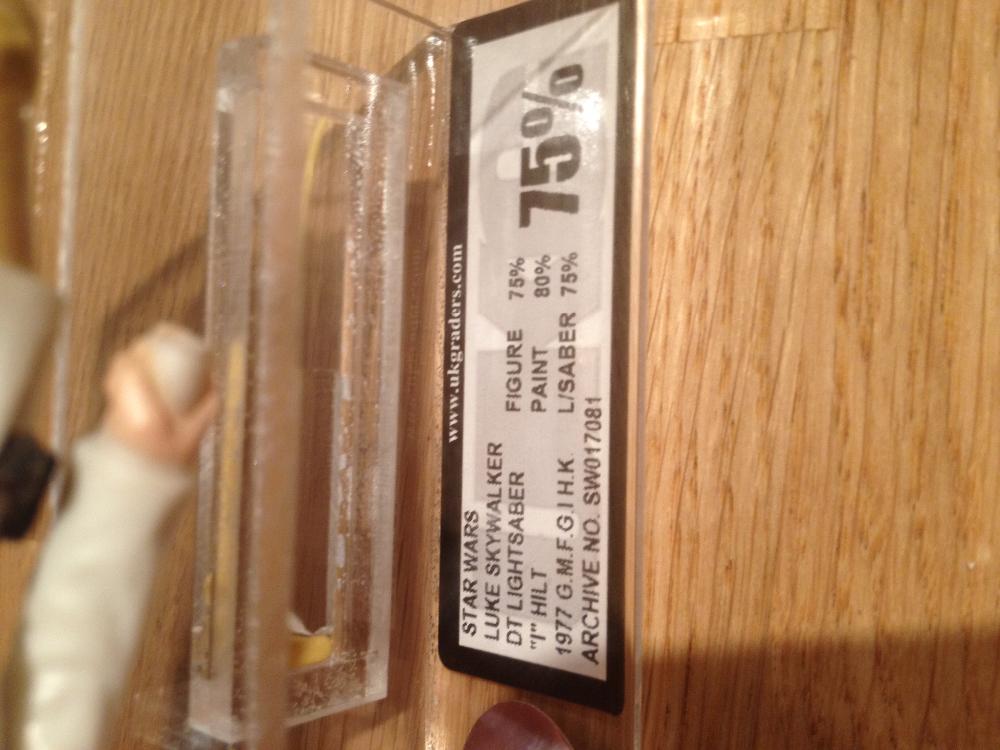 www.ukgraders.com
STAR WARS
LUKE SKYWALKER
DT LIGHTSABER FIGURE 75%
"I" HILT PAINT 80%
1977 G.M.F.G.I H.K. L/SABER 75%
ARCHIVE NO. SW017081
75%